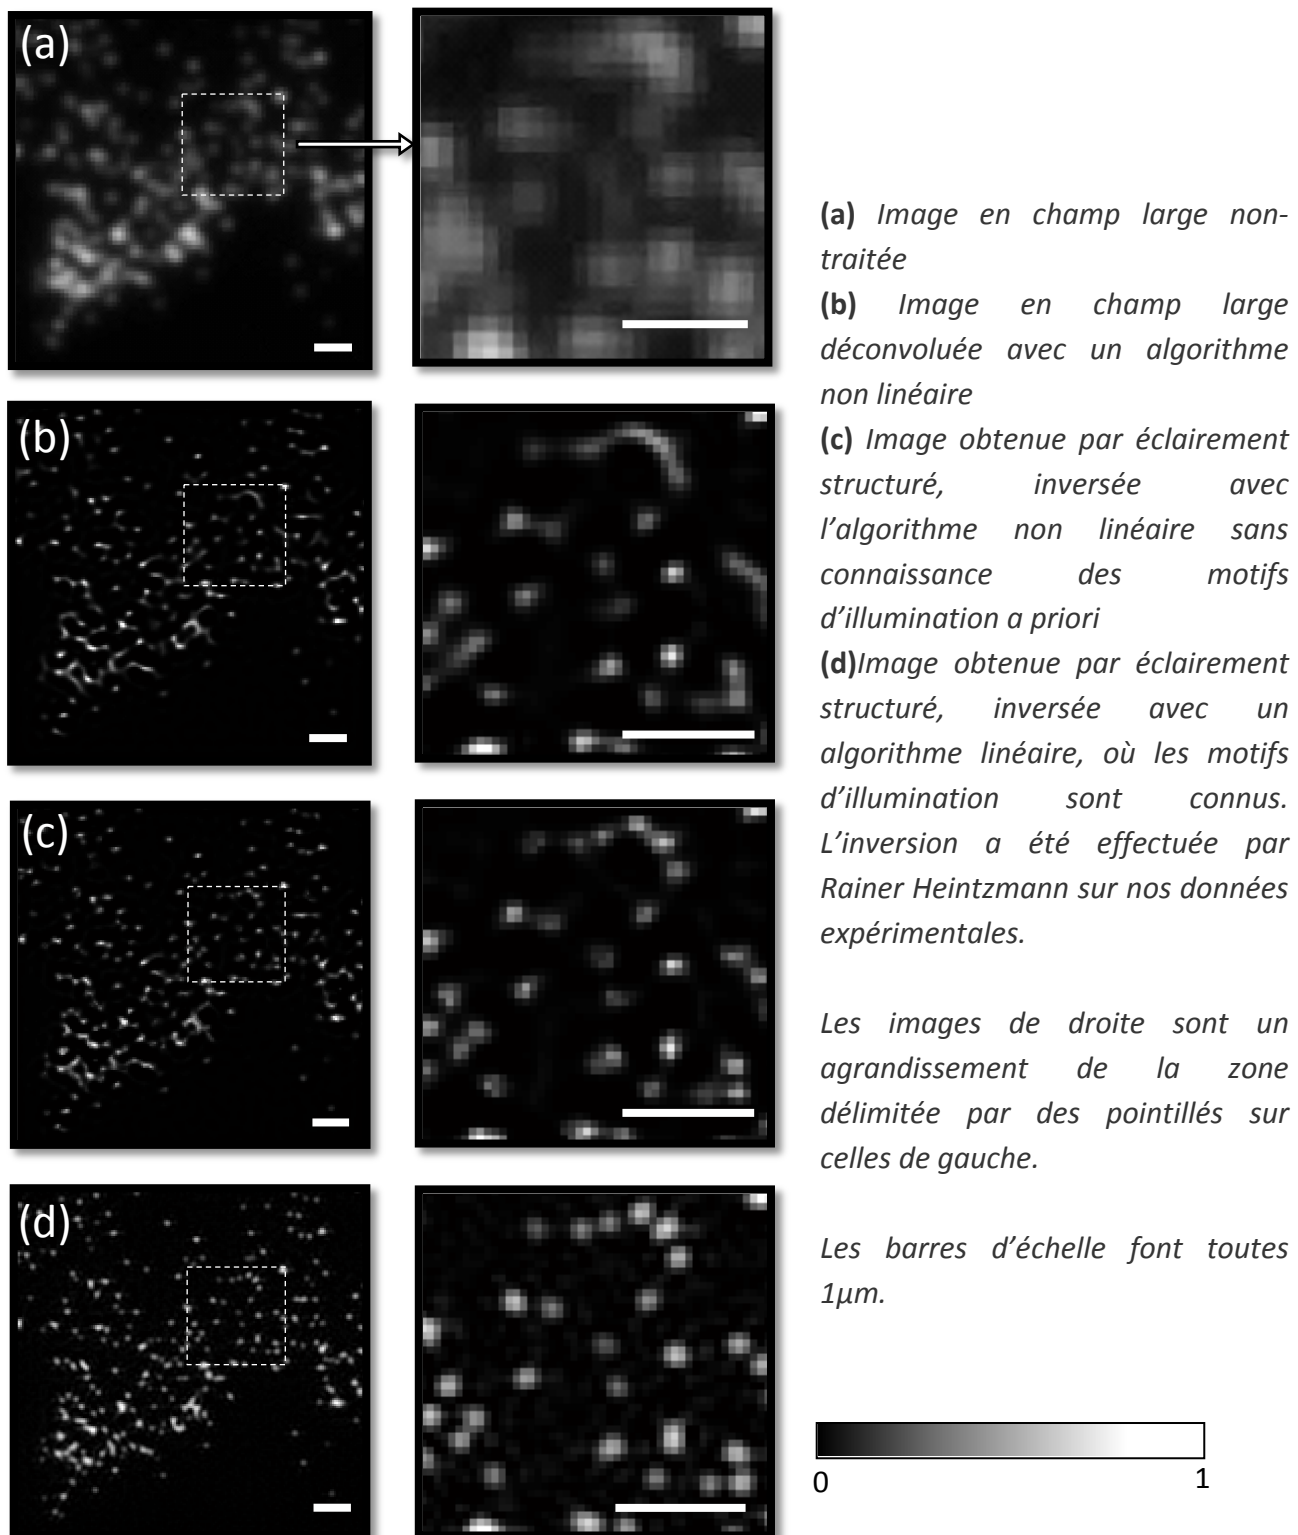 (a)
(b)
(c)
(d)
(a) Image en champ large non-
traitée
(b) Image en champ large
déconvoluée avec un algorithme
non linéaire
(c) Image obtenue par éclairement
structuré, inversée avec
l’algorithme non linéaire sans
connaissance des motifs
d’illumination a priori
(d)Image obtenue par éclairement
structuré, inversée avec un
algorithme linéaire, où les motifs
d’illumination sont connus.
L’inversion a été effectuée par
Rainer Heintzmann sur nos données
expérimentales.
Les images de droite sont un
agrandissement de la zone
délimitée par des pointillés sur
celles de gauche.
Les barres d’échelle font toutes
1µm.
0 1